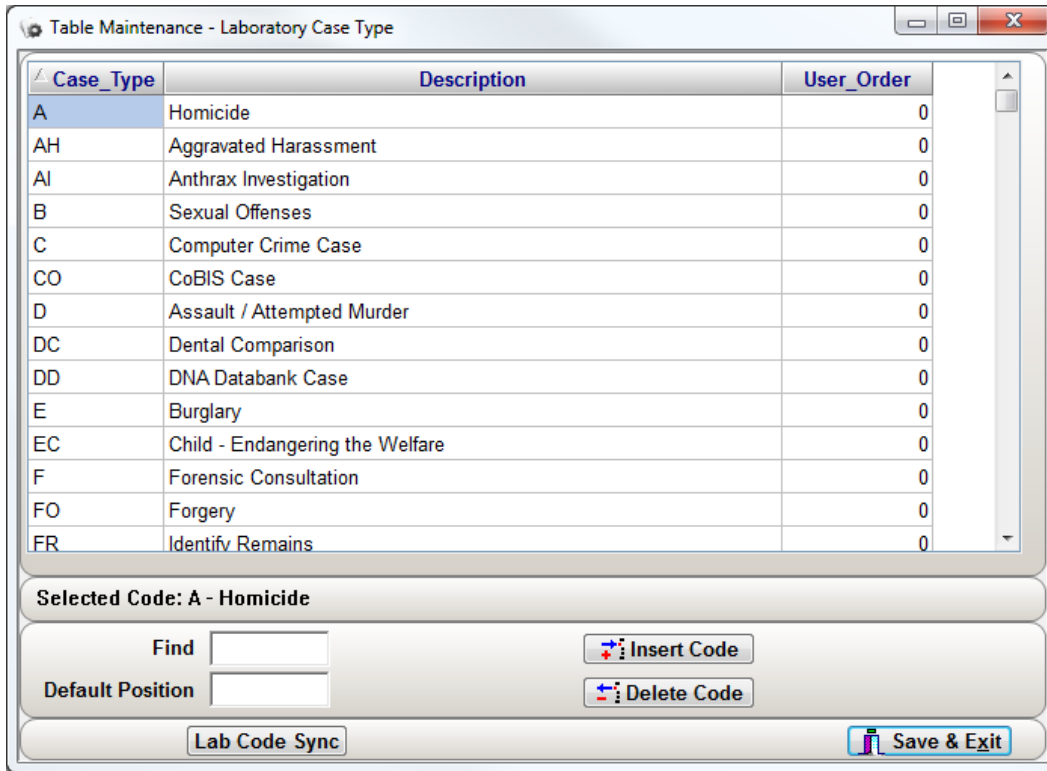 Table Maintenance - Laboratory Case Type
Case_Type Description User_Order
A Homicide 0
AH Aggravated Harassment 0
AI Anthrax Investigation 0
B Sexual Offenses 0
C Computer Crime Case 0
CO CoBIS Case 0
D Assault / Attempted Murder 0
DC Dental Comparison 0
DD DNA Databank Case 0
E Burglary 0
EC Child - Endangering the Welfare 0
F Forensic Consultation 0
FO Forgery 0
FR Identify Remains 0
Selected Code: A - Homicide
Find Insert Code
Default Position Delete Code
Lab Code Sync Save & Exit